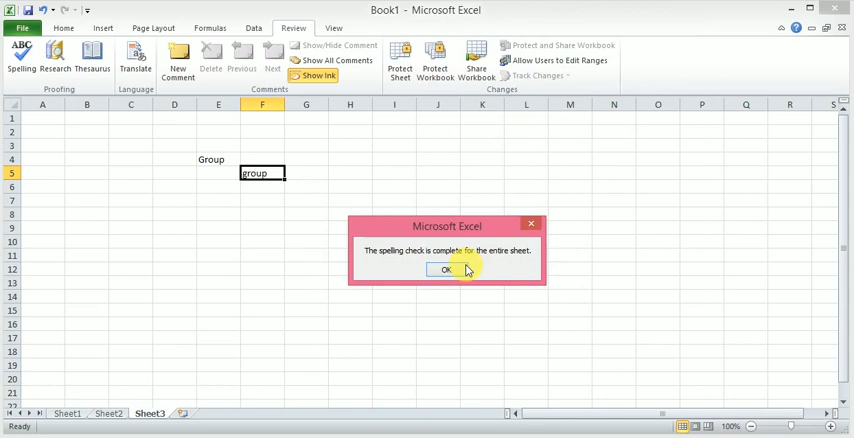 Book1 - Microsoft Excel
File Home Insert Page Layout Formulas Data Review View
ABC
Spelling Research Thesaurus
Proofing
Translate
Language
New Comment
Delete Previous Next
Show/Hide Comment
Show All Comments
Show Ink
Comments
Protect Sheet
Protect Workbook
Share Workbook
Protect and Share Workbook
Allow Users to Edit Ranges
Track Changes
Changes
A B C D E F G H I J K L M N O P Q R S
1
2
3
4 Group
5 group
6
7
8
9
10
11
12
13
14
15
16
17
18
19
20
21
22
Microsoft Excel
The spelling check is complete for the entire sheet.
OK
Sheet1 Sheet2 Sheet3
Ready 100%